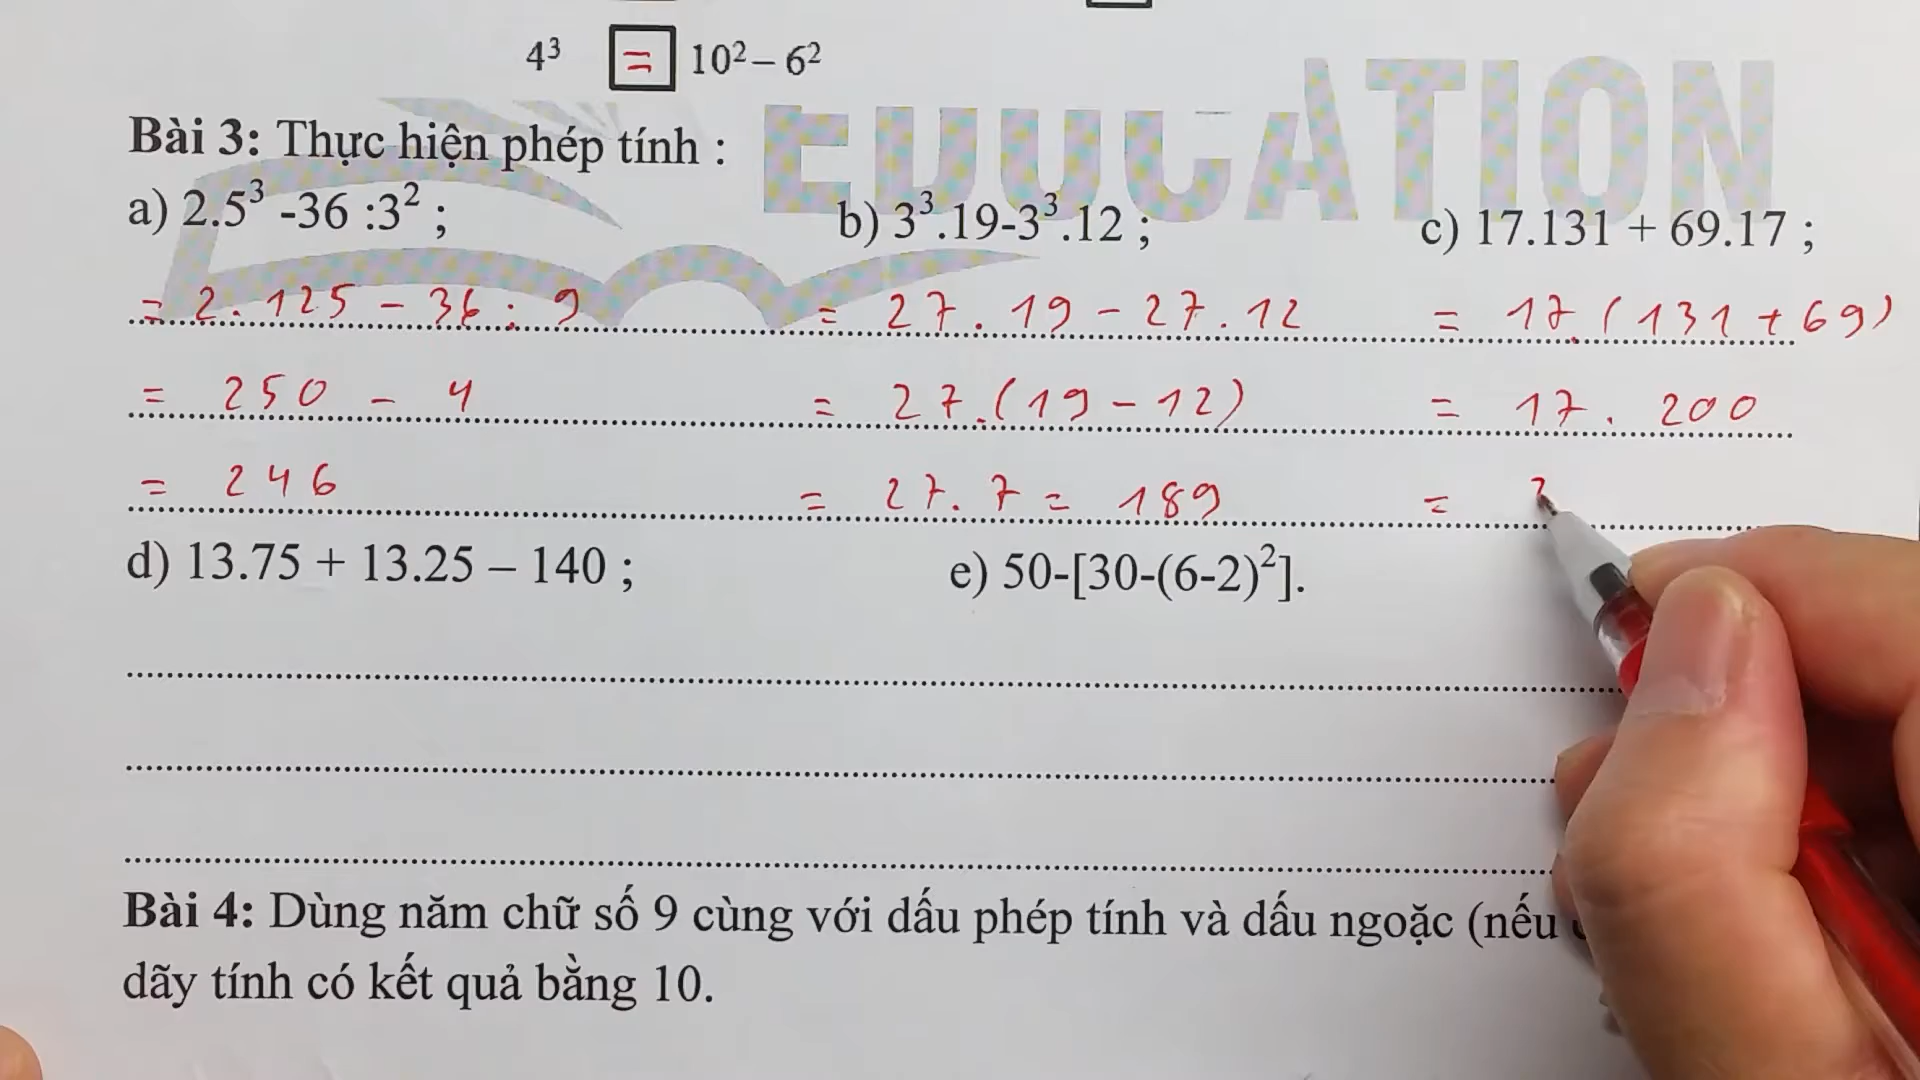 4³ = 10² – 6²
EDUCATION
Bài 3: Thực hiện phép tính :
a) 2.5³ -36 :3² ; b) 3³.19-3³.12 ; c) 17.131 + 69.17 ;
= 2.125 - 36 : 9 = 27.19 - 27.12 = 17.(131 + 69)
= 250 - 4 = 27.(19 - 12) = 17. 200
= 246 = 27.7 = 189 =
d) 13.75 + 13.25 – 140 ; e) 50-[30-(6-2)²].
Bài 4: Dùng năm chữ số 9 cùng với dấu phép tính và dấu ngoặc (nếu
dãy tính có kết quả bằng 10.